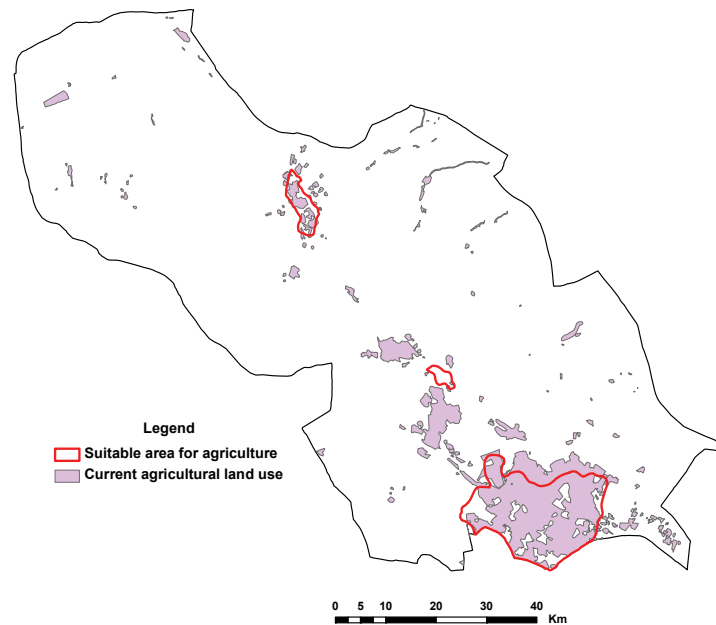 Legend
Suitable area for agriculture
Current agricultural land use
0 5 10 20 30 40
Km